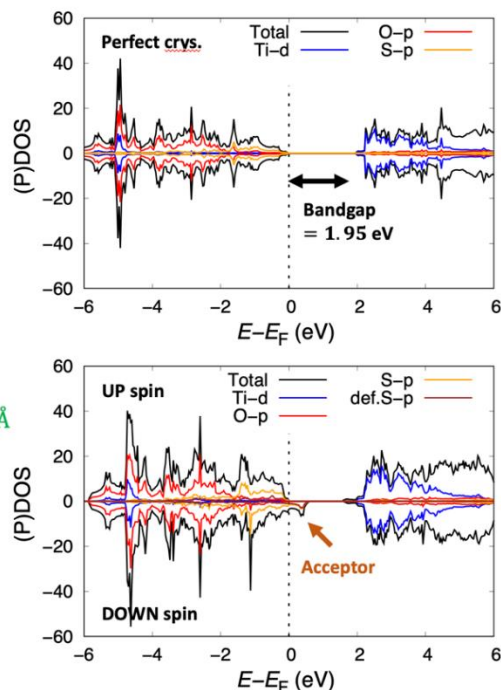 Perfect crys.
Total
O-p
Ti-d
S-p
60
40
20
0
-20
-40
-60
(P)DOS
Bandgap
= 1.95 eV
-6 -4 -2 0 2 4 6
E-E_F (eV)
Å
UP spin
Total
S-p
Ti-d
def.S-p
O-p
60
40
20
0
-20
-40
-60
(P)DOS
Acceptor
DOWN spin
-6 -4 -2 0 2 4 6
E-E_F (eV)